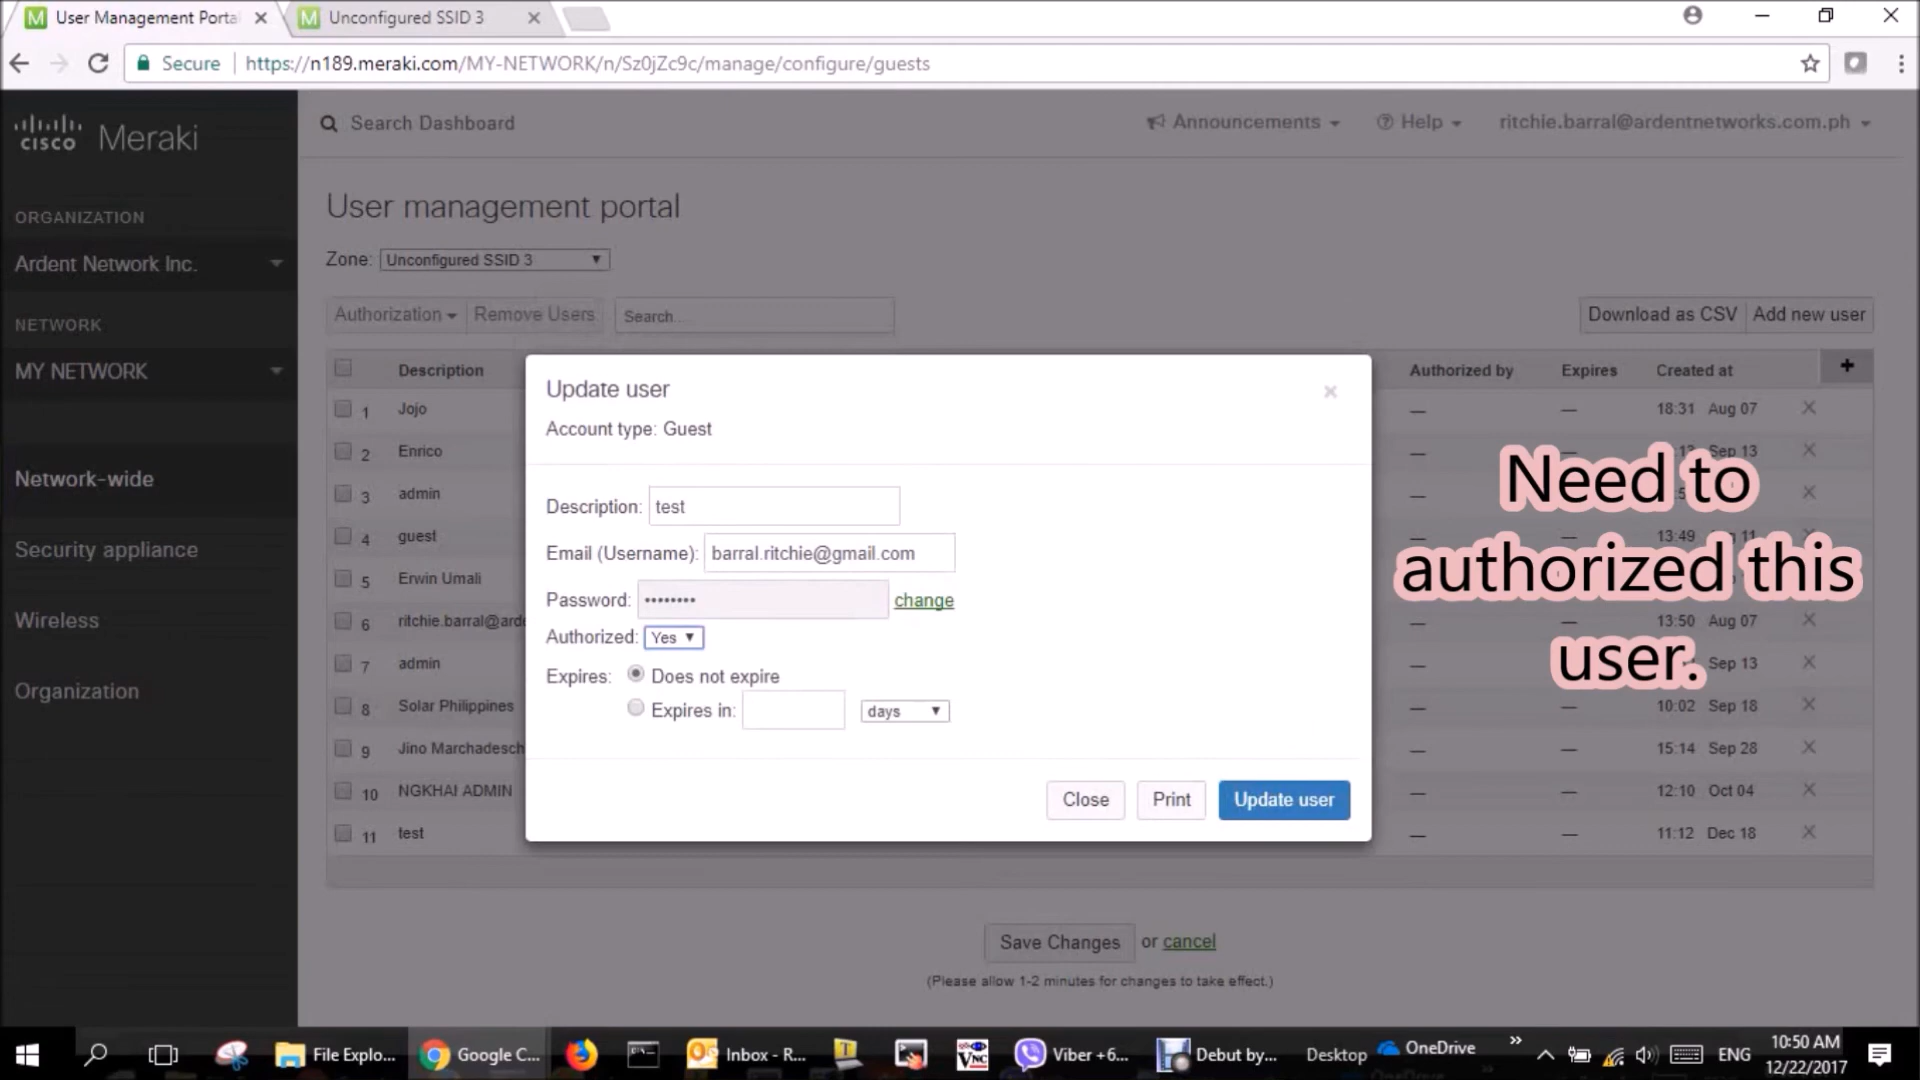 User Management Porta
Unconfigured SSID 3
Secure
https://n189.meraki.com/MY-NETWORK/n/Sz0jZc9c/manage/configure/guests
cisco Meraki
Search Dashboard
Announcements
Help
ritchie.barral@ardentnetworks.com.ph
ORGANIZATION
Ardent Network Inc.
NETWORK
MY NETWORK
Network-wide
Security appliance
Wireless
Organization
User management portal
Zone: Unconfigured SSID 3
Authorization
Remove Users
Search...
Download as CSV
Add new user
Description Authorized by Expires Created at +
1 Jojo — — 18:31 Aug 07
2 Enrico — — Sep 13
3 admin — —
4 guest — — 13:49 11
5 Erwin Umali — —
6 ritchie.barral@arde — — 13:50 Aug 07
7 admin — — Sep 13
8 Solar Philippines — — 10:02 Sep 18
9 Jino Marchadesch — — 15:14 Sep 28
10 NGKHAI ADMIN — — 12:10 Oct 04
11 test — — 11:12 Dec 18
Update user
Account type: Guest
Description: test
Email (Username): barral.ritchie@gmail.com
Password: •••••••• change
Authorized: Yes
Expires: Does not expire
Expires in: days
Close
Print
Update user
Need to
authorized this
user.
Save Changes or cancel
(Please allow 1-2 minutes for changes to take effect.)
File Explo...
Google C...
Inbox - R...
VNC
Viber +6...
Debut by...
Desktop
OneDrive
ENG
10:50 AM
12/22/2017